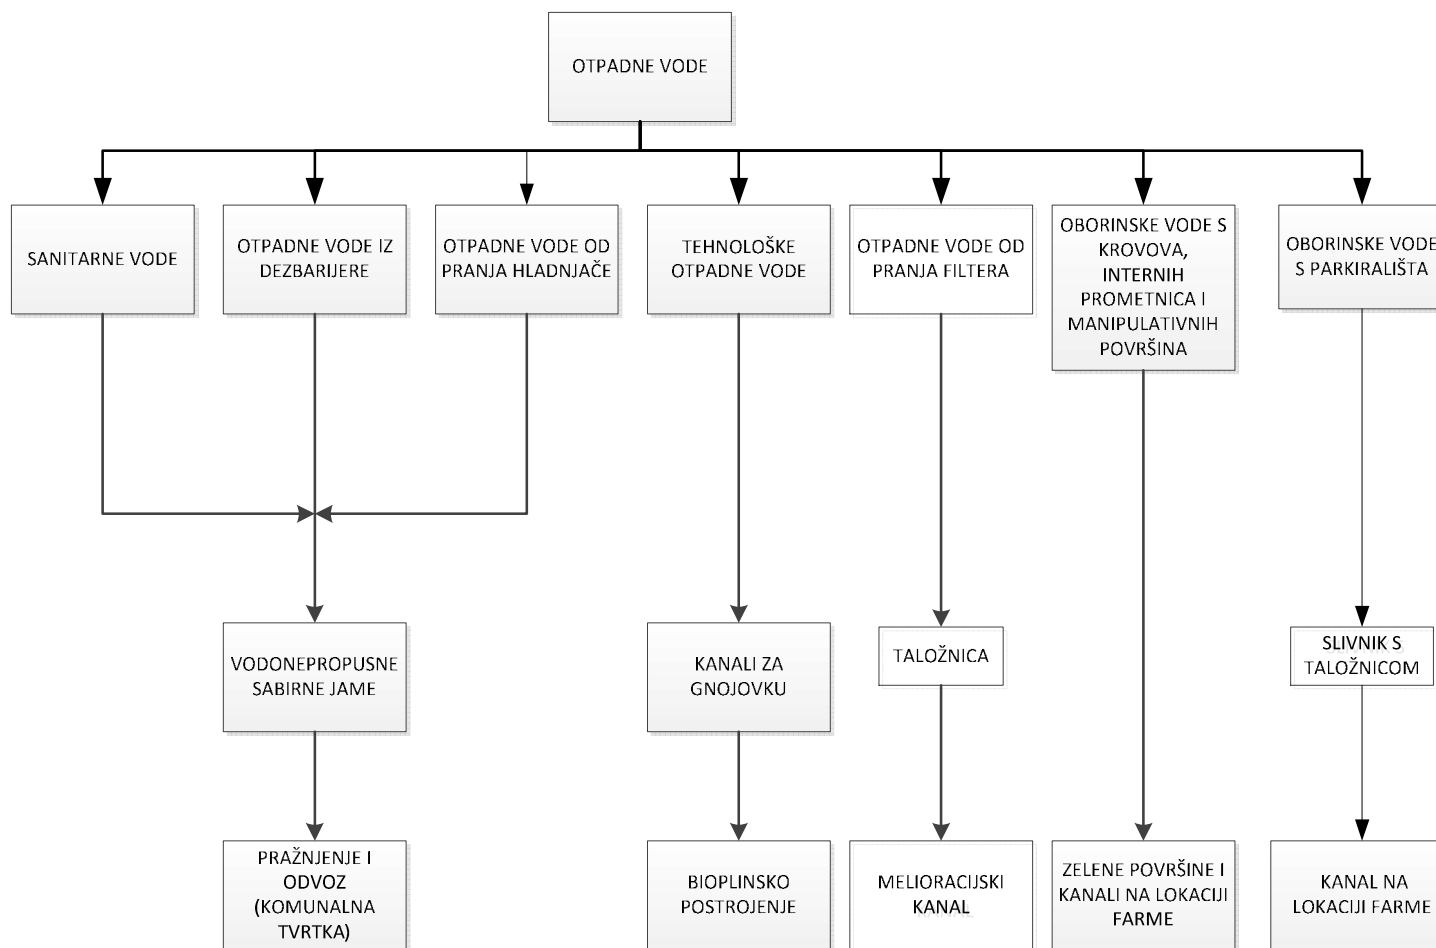 OTPADNE VODE
SANITARNE VODE
OTPADNE VODE IZ
DEZBARIJERE
OTPADNE VODE OD
PRANJA HLADNJAČE
TEHNOLOŠKE
OTPADNE VODE
OTPADNE VODE OD
PRANJA FILTERA
OBORINSKE VODE S
KROVOVA,
INTERNIH
PROMETNICA I
MANIPULATIVNIH
POVRŠINA
OBORINSKE VODE
S PARKIRALIŠTA
VODONEPROPUSNE
SABIRNE JAME
KANALI ZA
GNOJOVKU
TALOŽNICA
SLIVNIK S
TALOŽNICOM
PRAŽNJENJE I
ODVOZ
(KOMUNALNA
TVRTKA)
BIOPLINSKO
POSTROJENJE
MELIORACIJSKI
KANAL
ZELENE POVRŠINE I
KANALI NA LOKACIJI
FARME
KANAL NA
LOKACIJI FARME